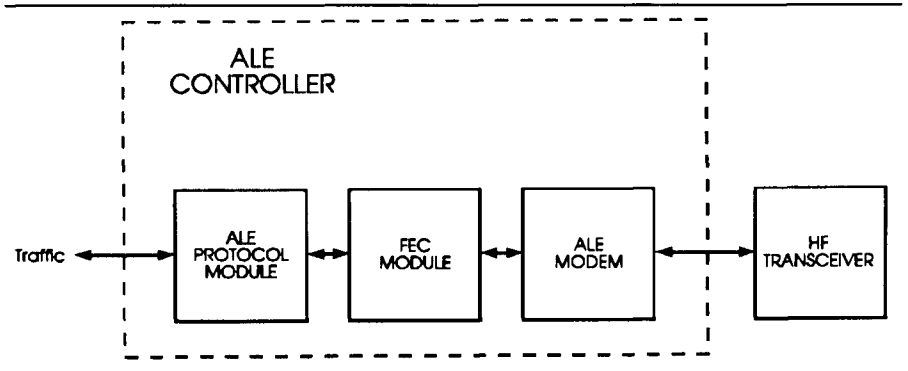 ALE
CONTROLLER
Traffic
ALE
PROTOCOL
MODULE
FEC
MODULE
ALE
MODEM
HF
TRANSCEIVER